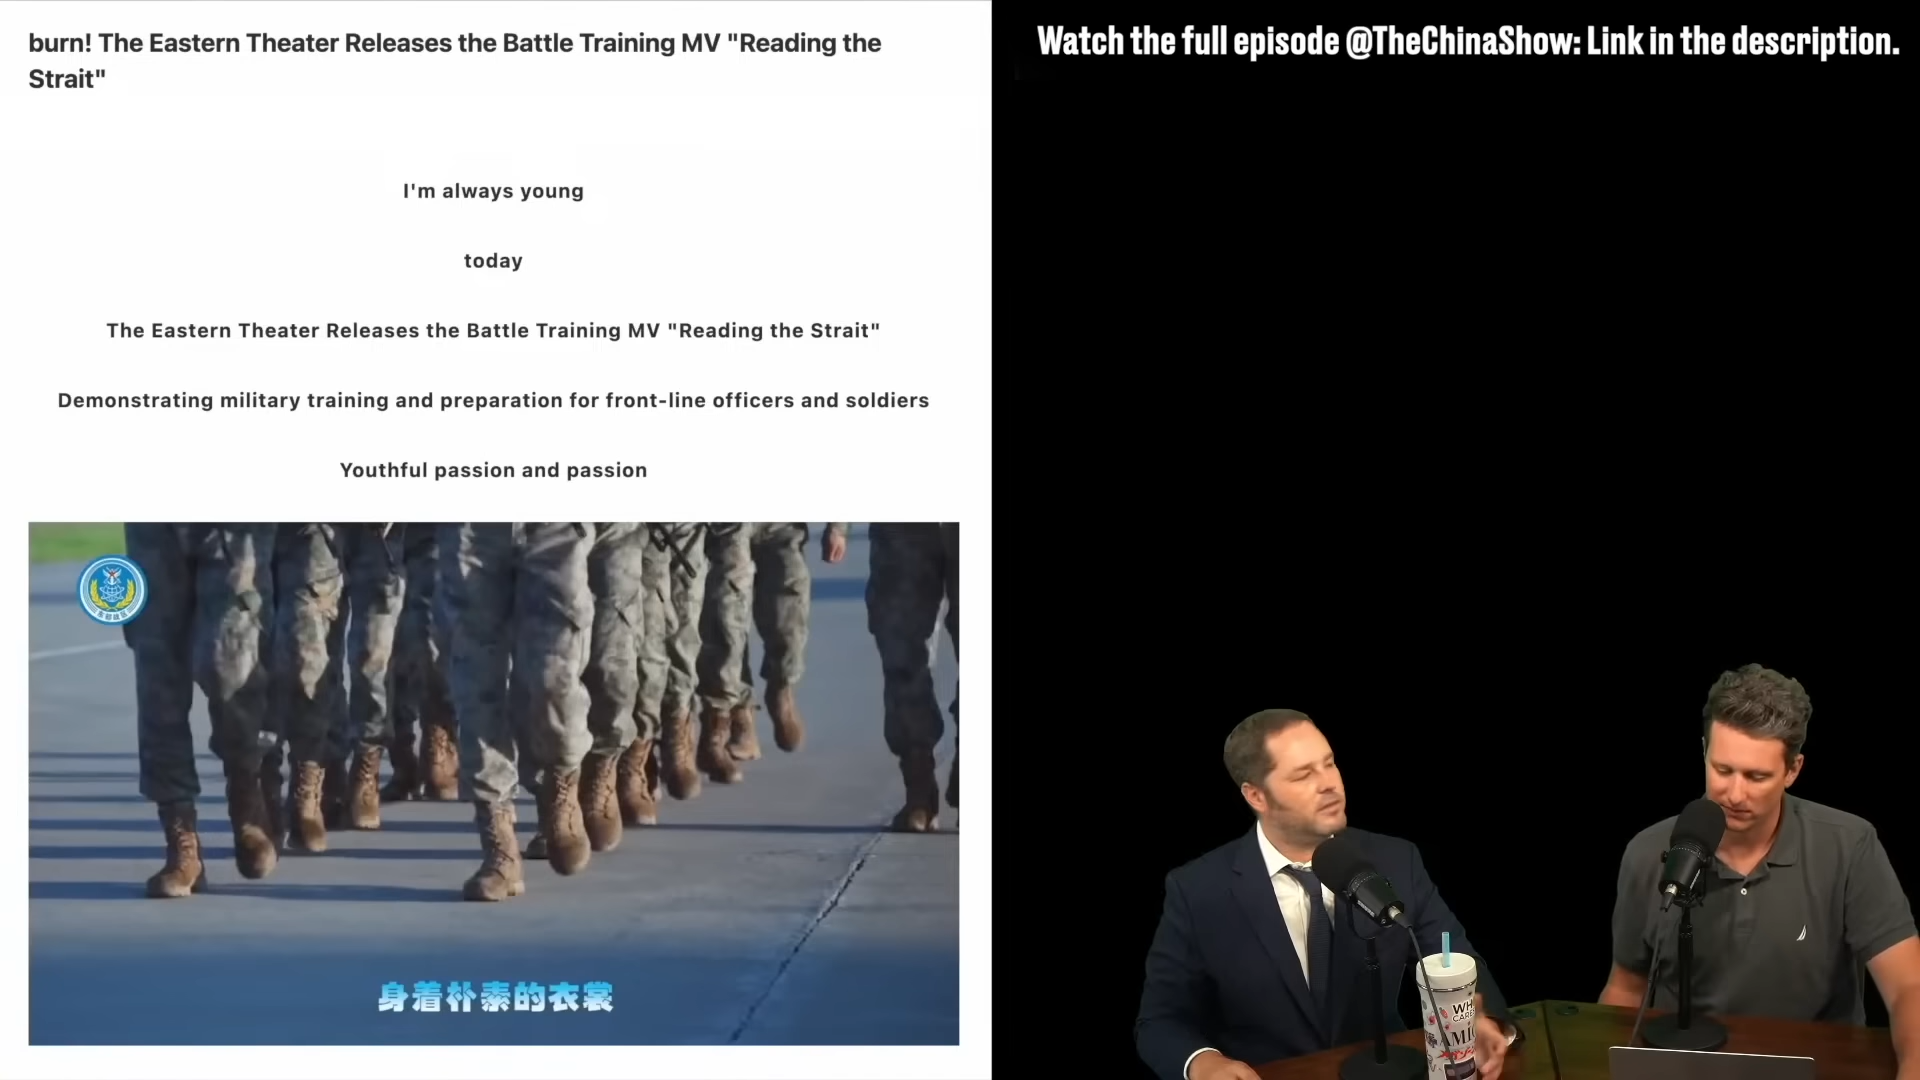 burn! The Eastern Theater Releases the Battle Training MV "Reading the
Strait"
I'm always young
today
The Eastern Theater Releases the Battle Training MV "Reading the Strait"
Demonstrating military training and preparation for front-line officers and soldiers
Youthful passion and passion
身着朴素的衣裳
Watch the full episode @TheChinaShow: Link in the description.